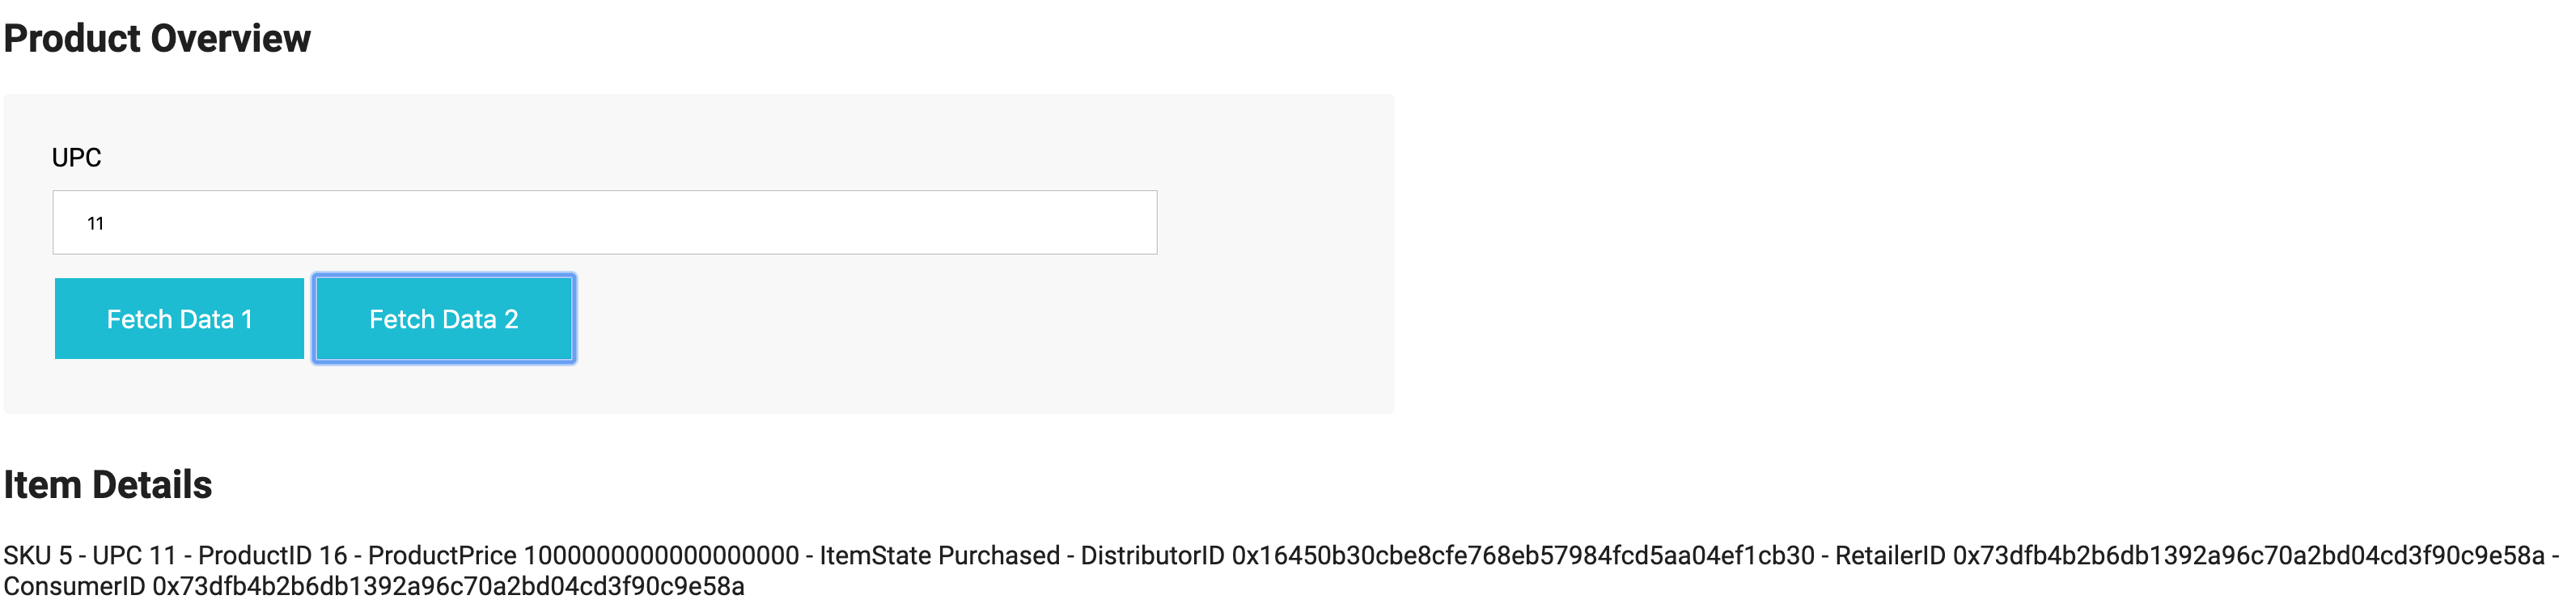 Product Overview
UPC
11
Fetch Data 1
Fetch Data 2
Item Details
SKU 5 - UPC 11 - ProductID 16 - ProductPrice 1000000000000000000 - ItemState Purchased - DistributorID 0x16450b30cbe8cfe768eb57984fcd5aa04ef1cb30 - RetailerID 0x73dfb4b2b6db1392a96c70a2bd04cd3f90c9e58a -
ConsumerID 0x73dfb4b2b6db1392a96c70a2bd04cd3f90c9e58a